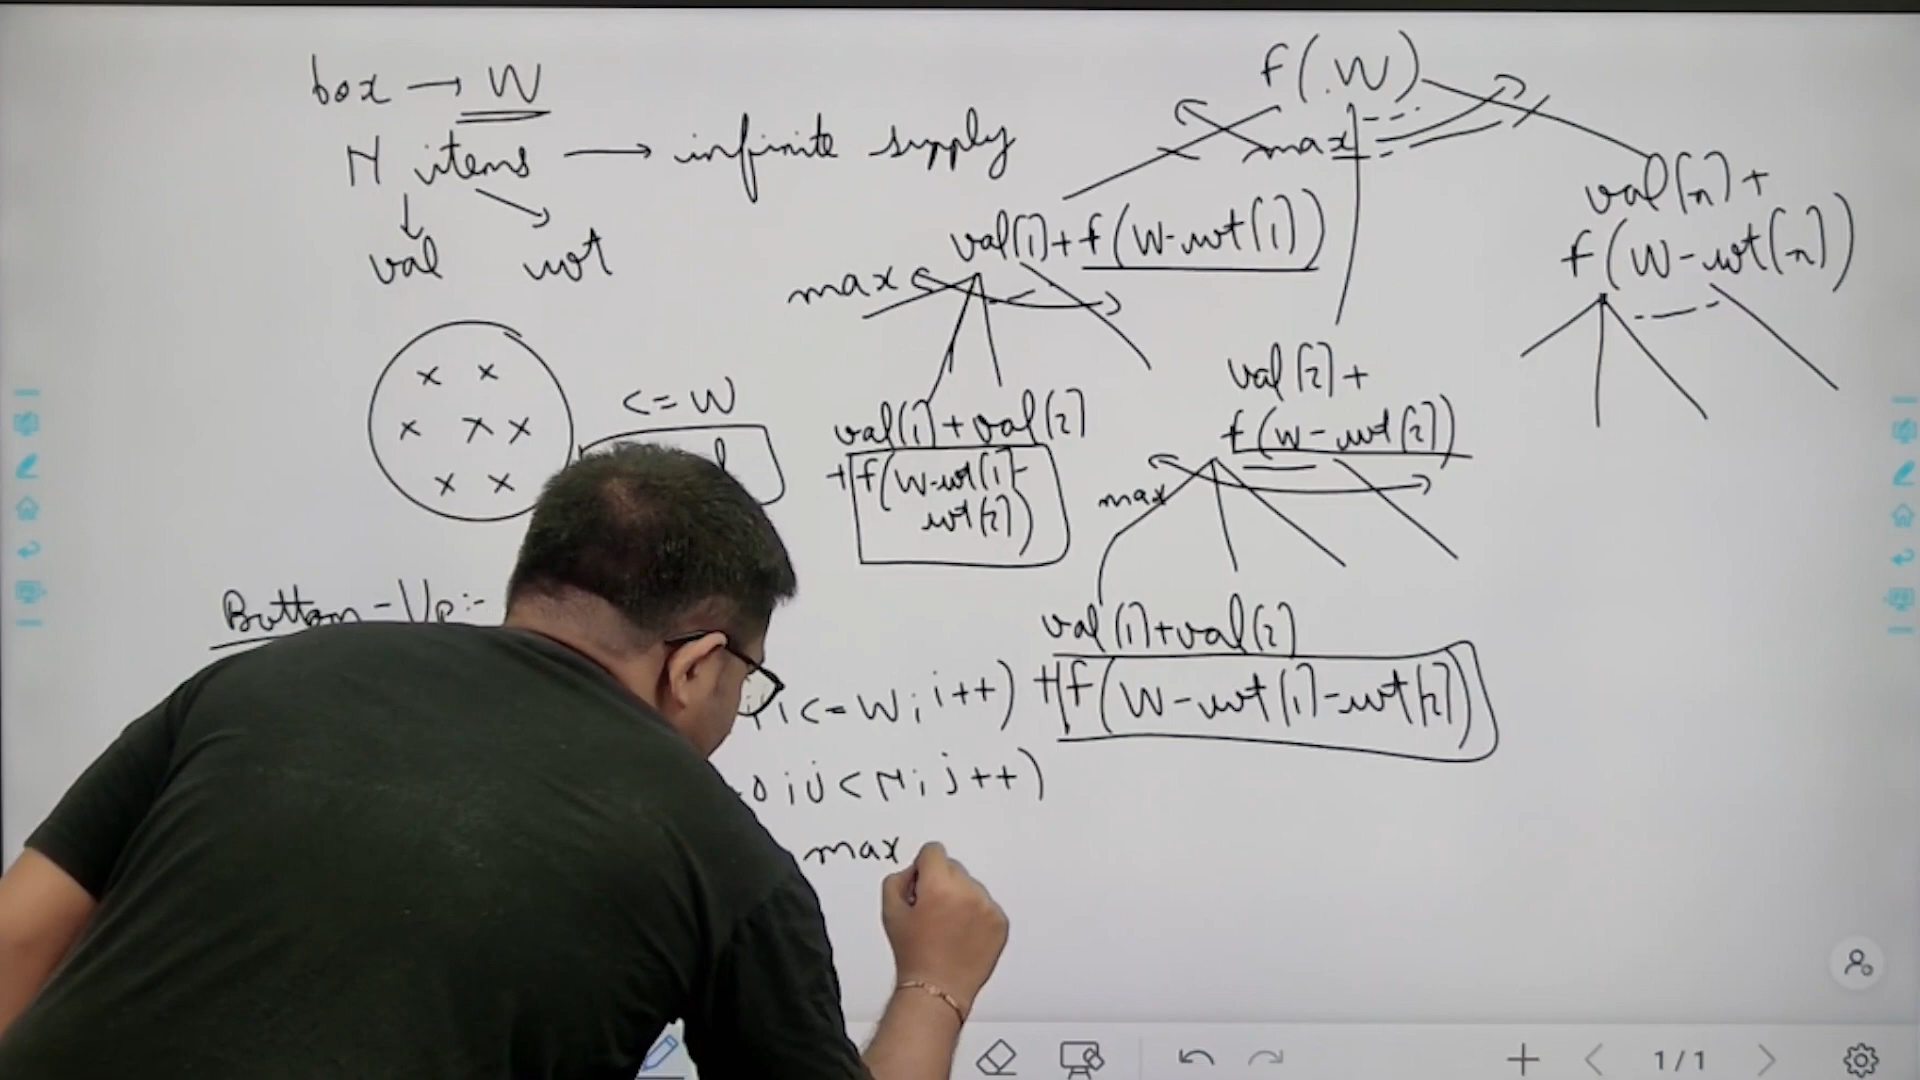 box → W
N items → infinite supply
val wt
<= W
f(W)
max
val[1] + f(W-wt[1])
val[n] +
f(W-wt[n])
max
val[1] + val[2]
+ f(W-wt[1]-
wt[2])
val[2] +
f(W-wt[2])
max
val[1] + val[2]
+ f(W-wt[1]-wt[2])
Bottom-Up:-
i<=W; i++)
0; j<N; j++)
max
1/1